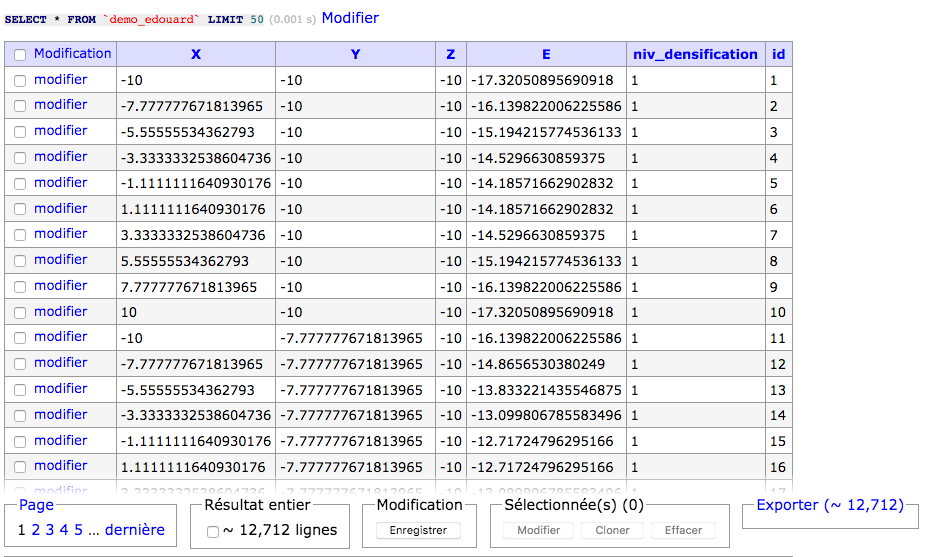 SELECT * FROM `demo_edouard` LIMIT 50 (0.001 s) Modifier
Modification X Y Z E niv_densification id
modifier -10 -10 -10 -17.32050895690918 1 1
modifier -7.777777671813965 -10 -10 -16.139822006225586 1 2
modifier -5.55555534362793 -10 -10 -15.194215774536133 1 3
modifier -3.3333332538604736 -10 -10 -14.5296630859375 1 4
modifier -1.1111111640930176 -10 -10 -14.18571662902832 1 5
modifier 1.1111111640930176 -10 -10 -14.18571662902832 1 6
modifier 3.3333332538604736 -10 -10 -14.5296630859375 1 7
modifier 5.55555534362793 -10 -10 -15.194215774536133 1 8
modifier 7.777777671813965 -10 -10 -16.139822006225586 1 9
modifier 10 -10 -10 -17.32050895690918 1 10
modifier -10 -7.777777671813965 -10 -16.139822006225586 1 11
modifier -7.777777671813965 -7.777777671813965 -10 -14.8656530380249 1 12
modifier -5.55555534362793 -7.777777671813965 -10 -13.833221435546875 1 13
modifier -3.3333332538604736 -7.777777671813965 -10 -13.099806785583496 1 14
modifier -1.1111111640930176 -7.777777671813965 -10 -12.71724796295166 1 15
modifier 1.1111111640930176 -7.777777671813965 -10 -12.71724796295166 1 16
modifier 3.3333332538604736 -7.777777671813965 -10 -13.099806785583496 1 17
Page
1 2 3 4 5 ... dernière
Résultat entier
~ 12,712 lignes
Modification
Enregistrer
Sélectionnée(s) (0)
Modifier Cloner Effacer
Exporter (~ 12,712)